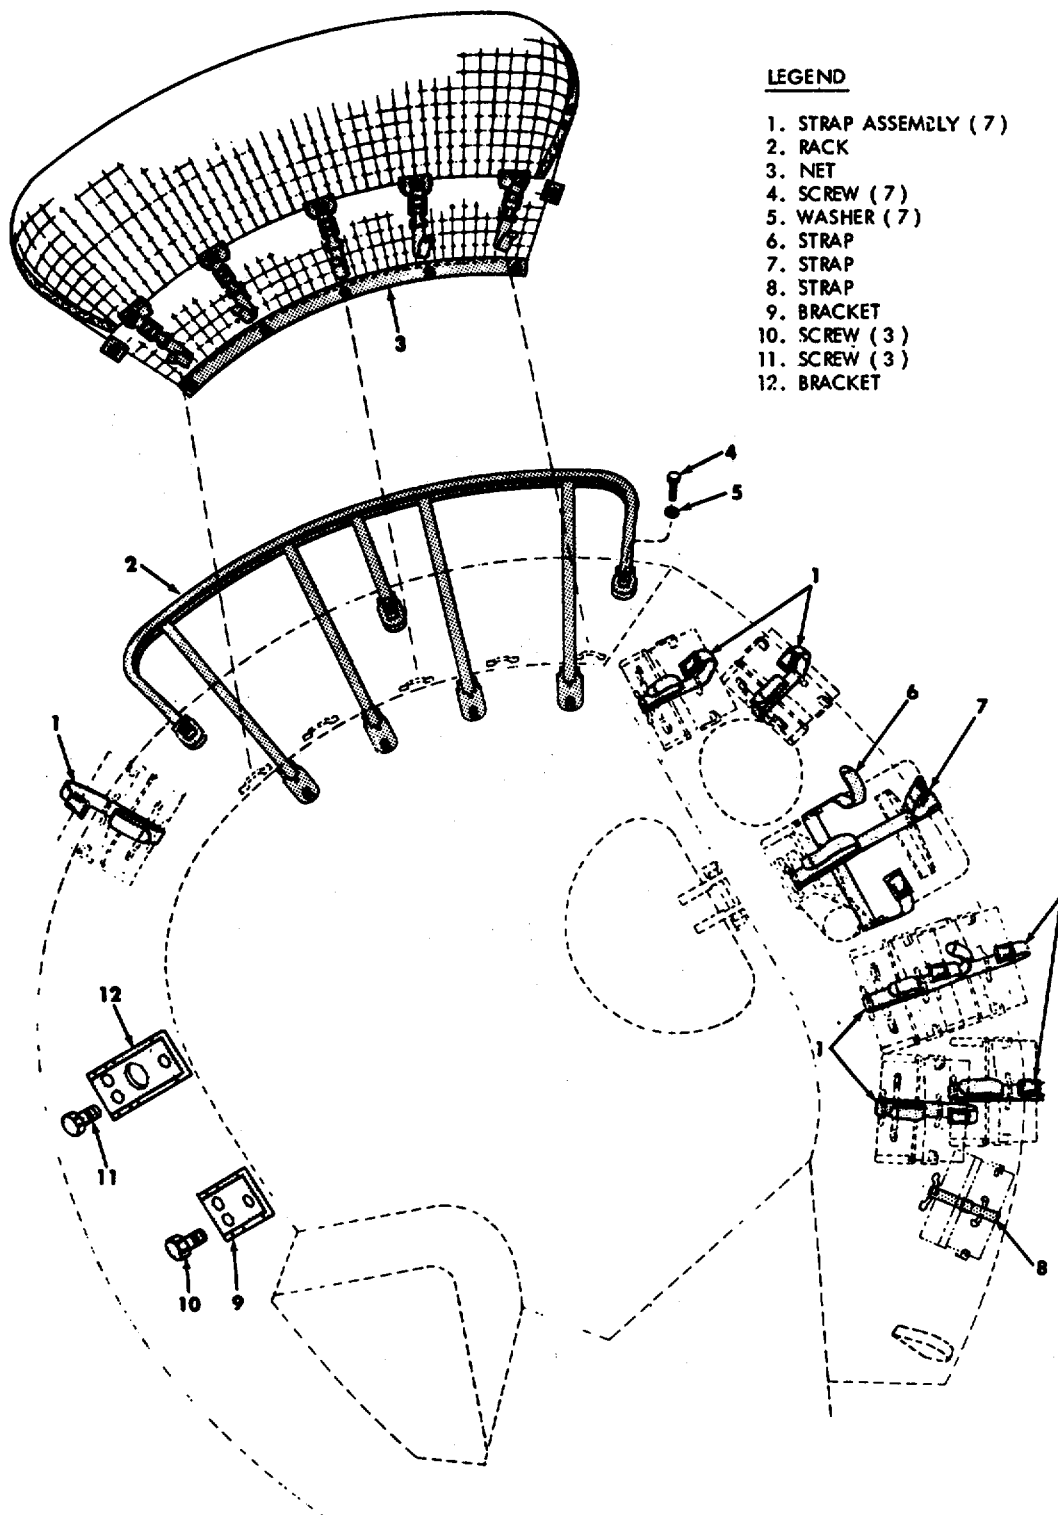 LEGEND
1. STRAP ASSEMBLY (7)
2. RACK
3. NET
4. SCREW (7)
5. WASHER (7)
6. STRAP
7. STRAP
8. STRAP
9. BRACKET
10. SCREW (3)
11. SCREW (3)
12. BRACKET
3
4
5
2
1
1
6
7
12
1
11
10
9
8